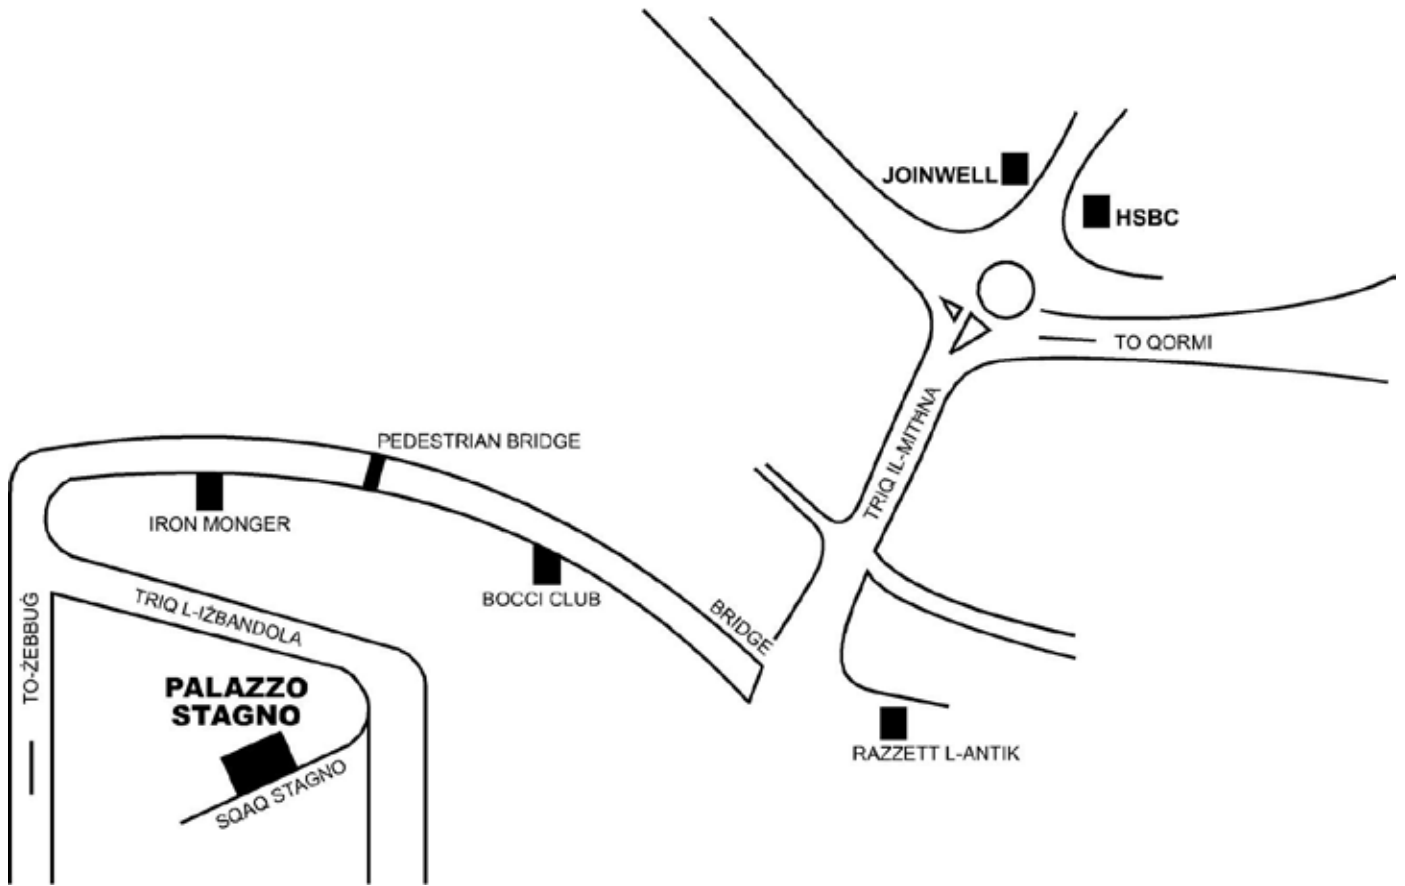 JOINWELL
HSBC
TO QORMI
TRIQ IL-MITĦNA
PEDESTRIAN BRIDGE
IRON MONGER
BOCCI CLUB
BRIDGE
TO-ŻEBBUĠ
TRIQ L-IŻBANDOLA
PALAZZO
STAGNO
SQAQ STAGNO
RAZZETT L-ANTIK